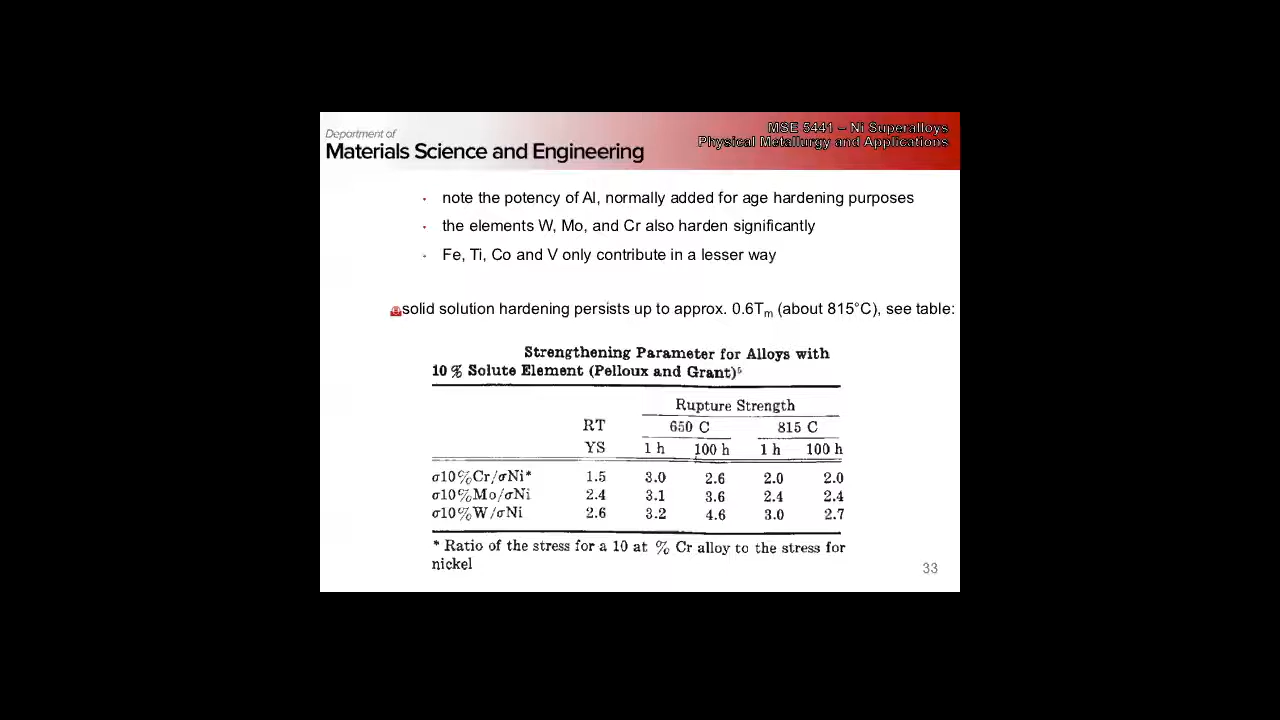 Department of
Materials Science and Engineering
MSE 5441 – Ni Superalloys
Physical Metallurgy and Applications
note the potency of Al, normally added for age hardening purposes
the elements W, Mo, and Cr also harden significantly
Fe, Ti, Co and V only contribute in a lesser way
solid solution hardening persists up to approx. 0.6Tm (about 815°C), see table:
Strengthening Parameter for Alloys with
10 % Solute Element (Pelloux and Grant)⁵
Rupture Strength
RT 650 C 815 C
YS 1 h 100 h 1 h 100 h
σ10%Cr/σNi* 1.5 3.0 2.6 2.0 2.0
σ10%Mo/σNi 2.4 3.1 3.6 2.4 2.4
σ10%W/σNi 2.6 3.2 4.6 3.0 2.7
* Ratio of the stress for a 10 at % Cr alloy to the stress for
nickel
33